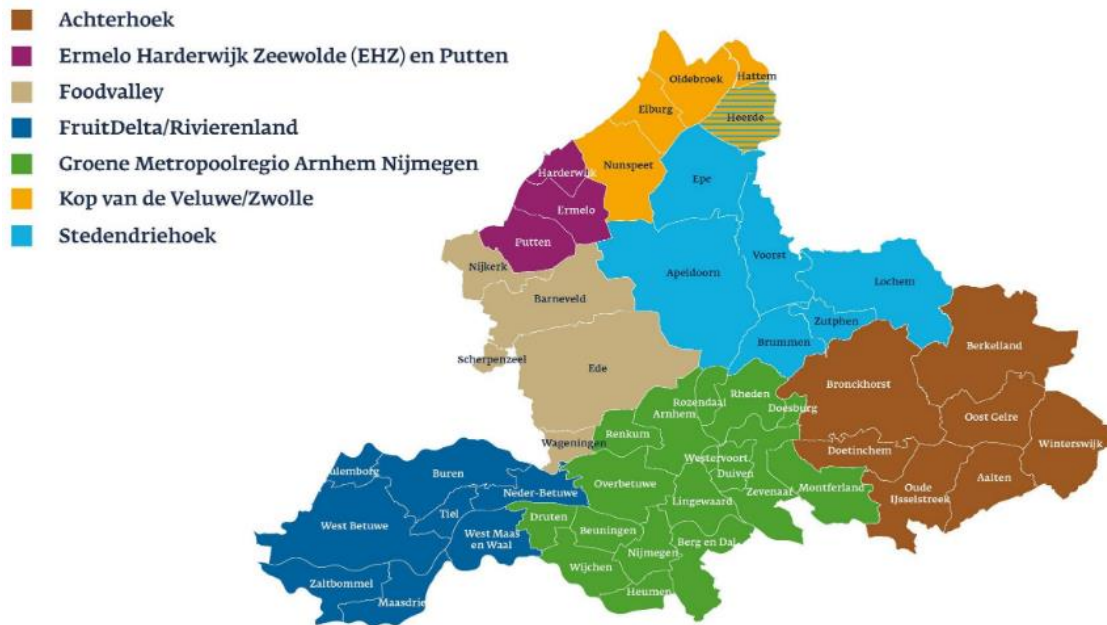 Achterhoek
Ermelo Harderwijk Zeewolde (EHZ) en Putten
Foodvalley
FruitDelta/Rivierenland
Groene Metropoolregio Arnhem Nijmegen
Kop van de Veluwe/Zwolle
Stedendriehoek
Oldebroek
Hattem
Elburg
Heerde
Nunspeet
Epe
Harderwijk
Ermelo
Putten
Voorst
Nijkerk
Apeldoorn
Lochem
Barneveld
Zutphen
Brummen
Berkelland
Scherpenzeel
Ede
Bronckhorst
Rheden
Rozendaal
Doesburg
Arnhem
Oost Gelre
Renkum
Wageningen
Winterswijk
Doetinchem
Westervoort
Duiven
Buren
ulemborg
Aalten
Overbetuwe
Montferland
Oude
IJsselstreek
Neder-Betuwe
Zevenaar
Lingewaard
Tiel
Druten
West Betuwe
Beuningen
West Maas
en Waal
Berg en Dal
Nijmegen
Wijchen
Zaltbommel
Heumen
Maasdrie